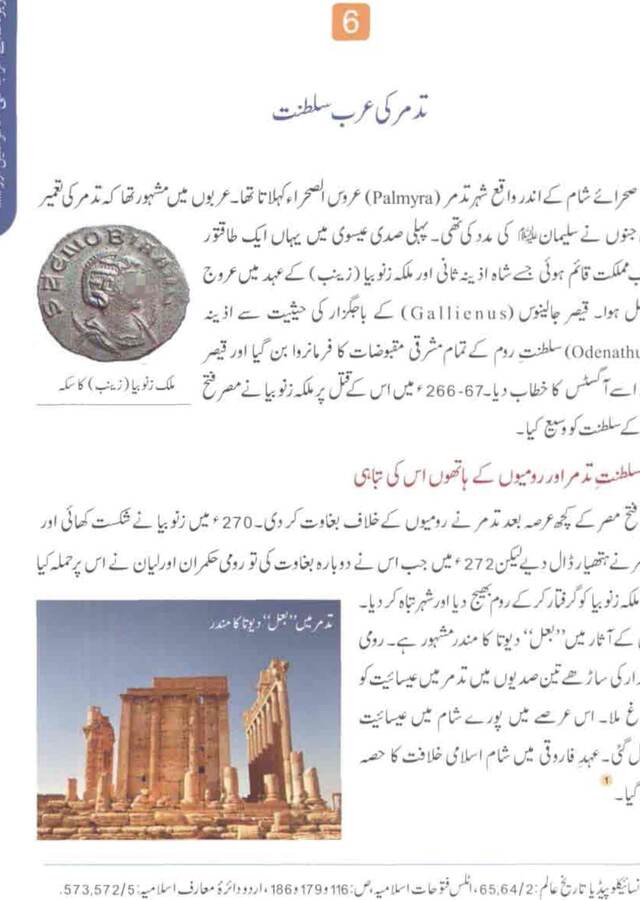 6
تدمر کی عرب سلطنت
صحرائے شام کے اندر واقع شہر تدمر (Palmyra) عروس الصحراء کہلاتا تھا۔ عربوں میں مشہور تھا کہ تدمر کی تعمیر
جنوں نے سلیمان علیہ السلام کی مدد کی تھی۔ پہلی صدی عیسوی میں یہاں ایک طاقتور
مملکت قائم ہوئی جسے شاہ اذینہ ثانی اور ملکہ زنوبیا (زینب) کے عہد میں عروج
ہوا۔ قیصر جالینوس (Gallienus) کے باجگزار کی حیثیت سے اذینہ
(Odenathu سلطنتِ روم کے تمام مشرقی مقبوضات کا فرمانروا بن گیا اور قیصر
اسے آگسٹس کا خطاب دیا۔ 67-266ء میں اس کے قتل پر ملکہ زنوبیا نے مصر فتح
کے سلطنت کو وسیع کیا۔
ملکہ زنوبیا (زینب) کا سکہ
سلطنتِ تدمر اور رومیوں کے ہاتھوں اس کی تباہی
فتح مصر کے کچھ عرصہ بعد تدمر نے رومیوں کے خلاف بغاوت کر دی۔ 270ء میں زنوبیا نے شکست کھائی اور
نے ہتھیار ڈال دیے لیکن 272ء میں جب اس نے دوبارہ بغاوت کی تو رومی حکمران اورلیان نے اس پر حملہ کیا
ملکہ زنوبیا کو گرفتار کر کے روم بھیج دیا اور شہر تباہ کر دیا۔
کے آثار میں ’’بعل‘‘ دیوتا کا مندر مشہور ہے۔ رومی
کی ساڑھے تین صدیوں میں تدمر میں عیسائیت کو
ملا۔ اس عرصے میں پورے شام میں عیسائیت
گئی۔ عہدِ فاروقی میں شام اسلامی خلافت کا حصہ
گیا۔ 1
تدمر میں ’’بعل‘‘ دیوتا کا مندر
تاریخ عالم: 65,64/2، اٹلس فتوحات اسلامیہ، ص: 116 و 179 و 186، اردو دائرۂ معارف اسلامیہ: 573,572/5.